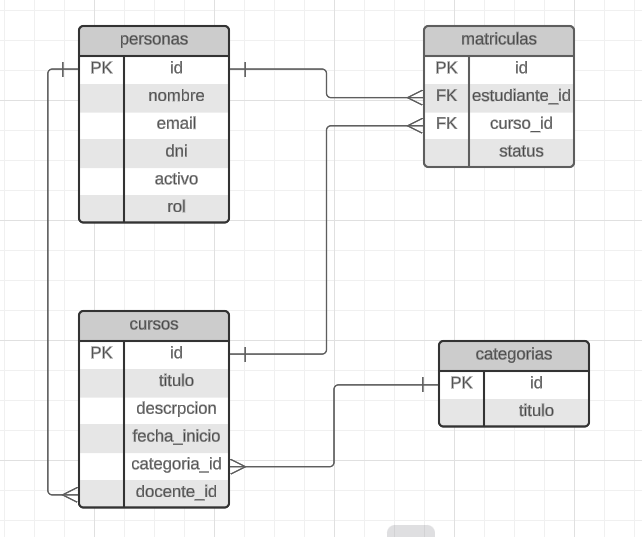 personas
PK id
nombre
email
dni
activo
rol
matriculas
PK id
FK estudiante_id
FK curso_id
status
cursos
PK id
titulo
descrpcion
fecha_inicio
categoria_id
docente_id
categorias
PK id
titulo